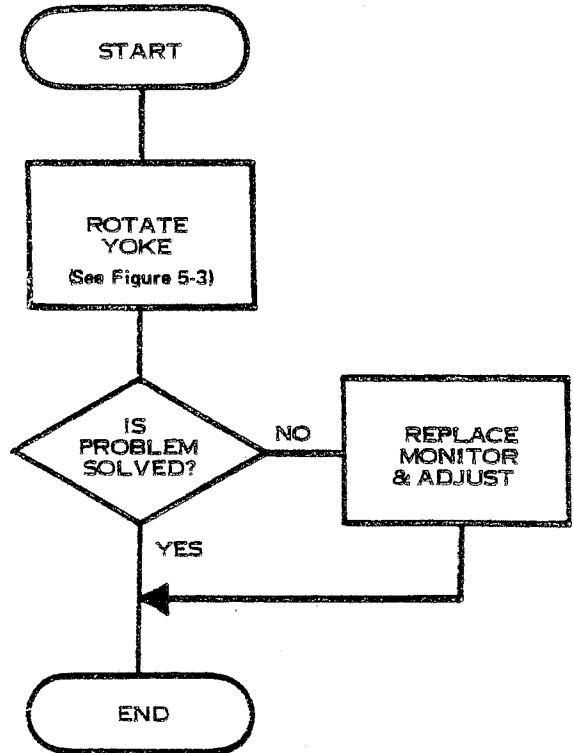 START
ROTATE
YOKE
(See Figure 5-3)
IS
PROBLEM
SOLVED?
NO
REPLACE
MONITOR
& ADJUST
YES
END